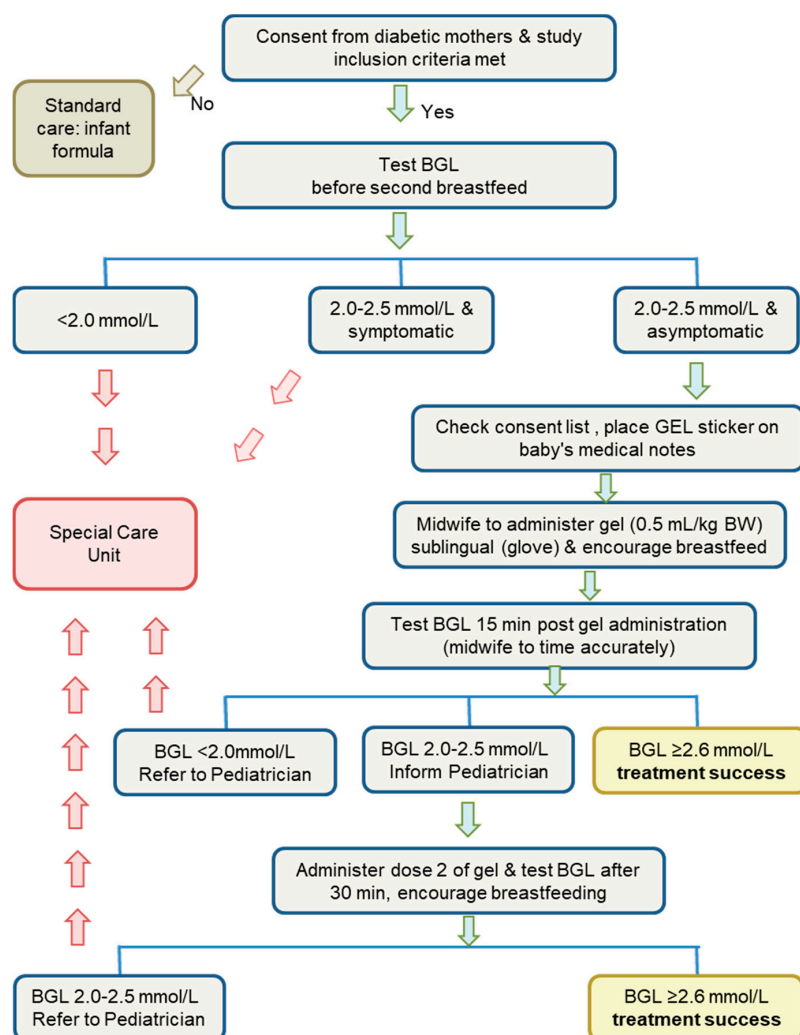 Consent from diabetic mothers & study
inclusion criteria met
No
Yes
Standard
care: infant
formula
Test BGL
before second breastfeed
<2.0 mmol/L
2.0-2.5 mmol/L &
symptomatic
2.0-2.5 mmol/L &
asymptomatic
Check consent list , place GEL sticker on
baby's medical notes
Special Care
Unit
Midwife to administer gel (0.5 mL/kg BW)
sublingual (glove) & encourage breastfeed
Test BGL 15 min post gel administration
(midwife to time accurately)
BGL <2.0mmol/L
Refer to Pediatrician
BGL 2.0-2.5 mmol/L
Inform Pediatrician
BGL ≥2.6 mmol/L
treatment success
Administer dose 2 of gel & test BGL after
30 min, encourage breastfeeding
BGL 2.0-2.5 mmol/L
Refer to Pediatrician
BGL ≥2.6 mmol/L
treatment success